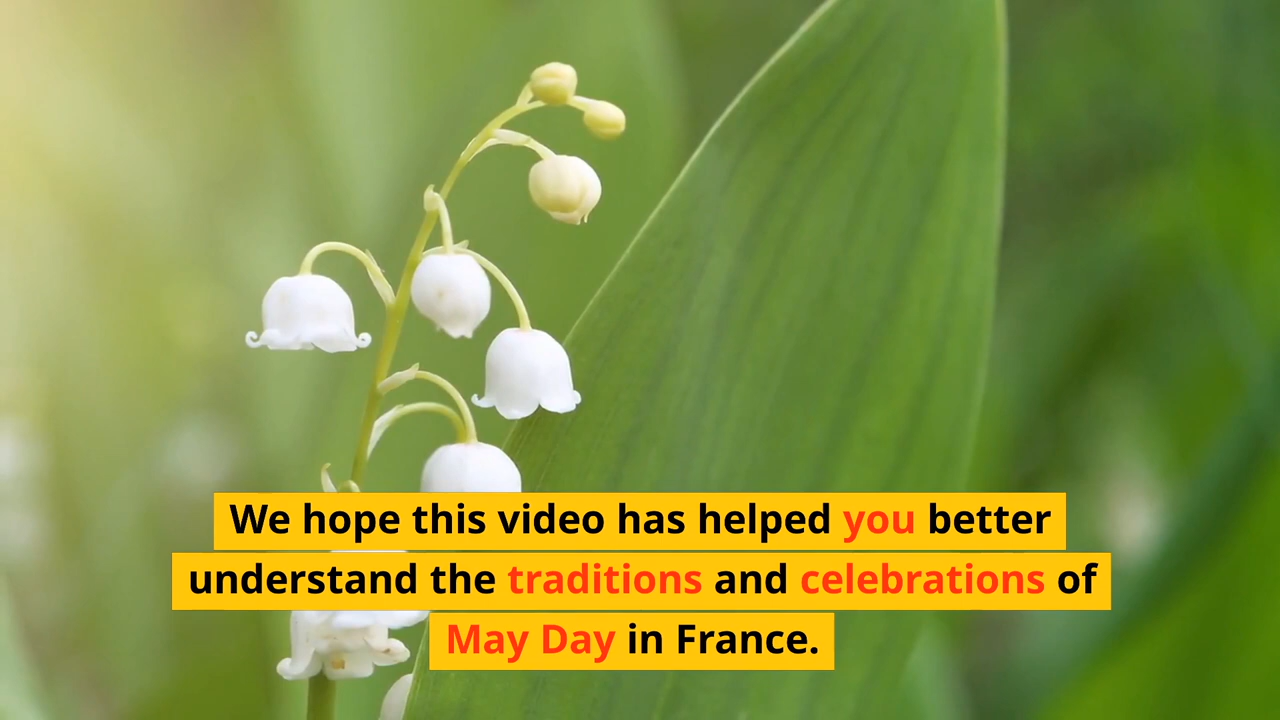 We hope this video has helped you better
understand the traditions and celebrations of
May Day in France.